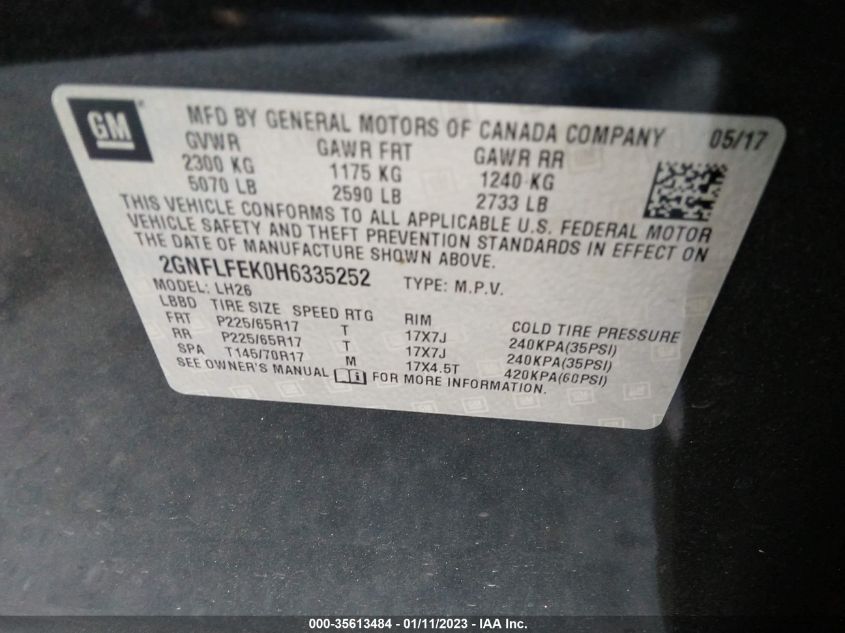 GM
MFD BY GENERAL MOTORS OF CANADA COMPANY 05/17
GVWR GAWR FRT GAWR RR
2300 KG 1175 KG 1240 KG
5070 LB 2590 LB 2733 LB
THIS VEHICLE CONFORMS TO ALL APPLICABLE U.S. FEDERAL MOTOR
VEHICLE SAFETY AND THEFT PREVENTION STANDARDS IN EFFECT ON
THE DATE OF MANUFACTURE SHOWN ABOVE.
2GNFLFEK0H6335252 TYPE: M.P.V.
MODEL: LH26
LBBD TIRE SIZE SPEED RTG RIM COLD TIRE PRESSURE
FRT P225/65R17 T 17X7J 240KPA(35PSI)
RR P225/65R17 T 17X7J 240KPA(35PSI)
SPA T145/70R17 M 17X4.5T 420KPA(60PSI)
SEE OWNER'S MANUAL FOR MORE INFORMATION.
000-35613484 - 01/11/2023 - IAA Inc.